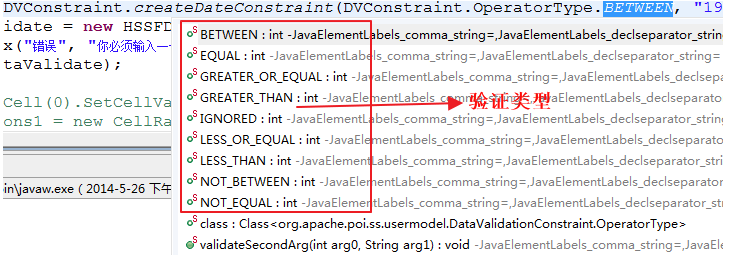 DVConstraint.createDateConstraint(DVConstraint.OperatorType.BETWEEN, "19
idate = new HSSFD
x("错误", "你必须输入一
taValidate);
Cell(0).SetCellVa
ons1 = new CellRa
in\javaw.exe ( 2014-5-26 下午
BETWEEN : int -JavaElementLabels_comma_string=,JavaElementLabels_declseparator_string
EQUAL : int -JavaElementLabels_comma_string=,JavaElementLabels_declseparator_string=
GREATER_OR_EQUAL : int -JavaElementLabels_comma_string=,JavaElementLabels_declsepar
GREATER_THAN : int -JavaElementLabels_comma_string=,JavaElementLabels_declseparator_
验证类型
IGNORED : int -JavaElementLabels_comma_string=,JavaElementLabels_declseparator_string
LESS_OR_EQUAL : int -JavaElementLabels_comma_string=,JavaElementLabels_declseparator
LESS_THAN : int -JavaElementLabels_comma_string=,JavaElementLabels_declseparator_stri
NOT_BETWEEN : int -JavaElementLabels_comma_string=,JavaElementLabels_declseparator_
NOT_EQUAL : int -JavaElementLabels_comma_string=,JavaElementLabels_declseparator_stri
class : Class<org.apache.poi.ss.usermodel.DataValidationConstraint.OperatorType>
validateSecondArg(int arg0, String arg1) : void -JavaElementLabels_comma_string=,JavaEle